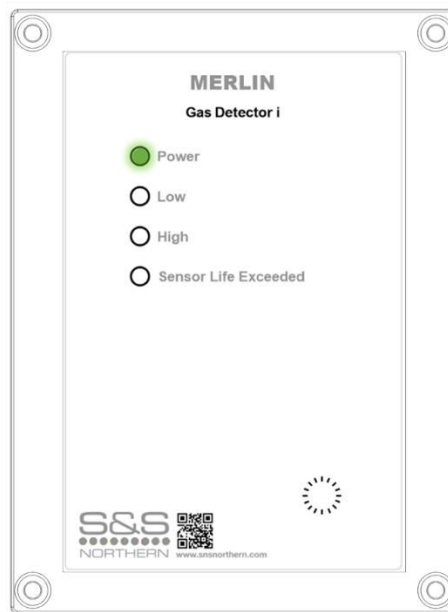 MERLIN
Gas Detector i
Power
Low
High
Sensor Life Exceeded
S&S
NORTHERN www.snsnorthern.com